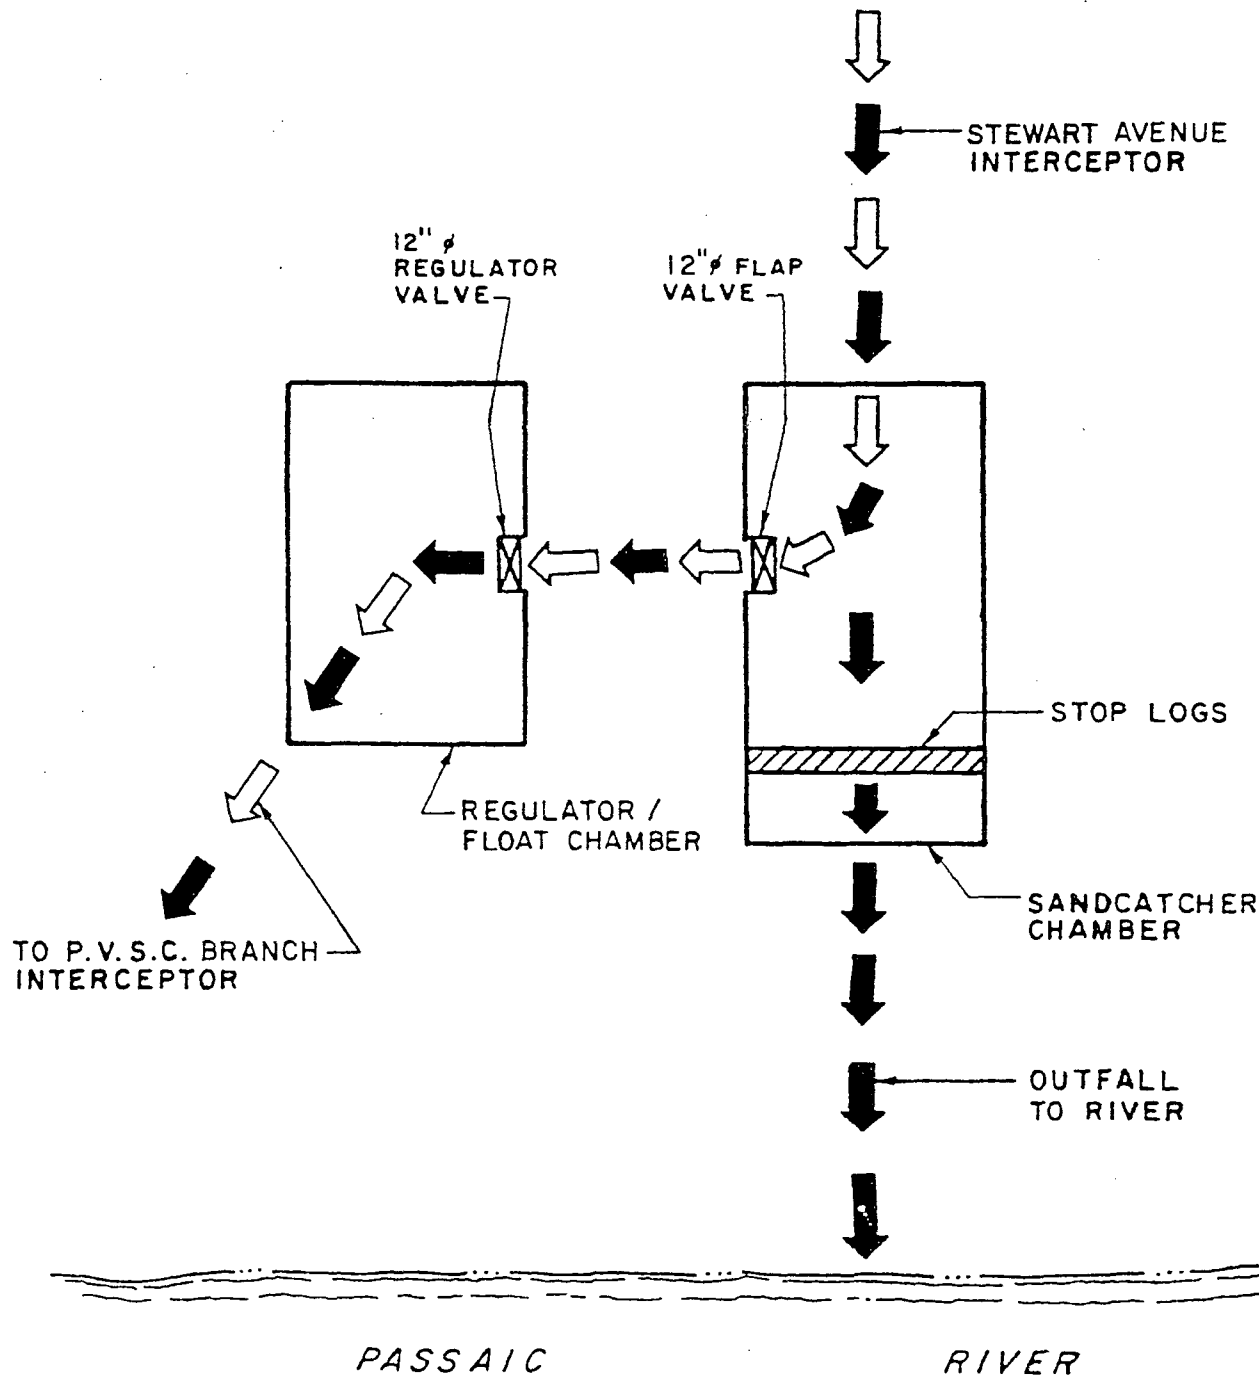 STEWART AVENUE
INTERCEPTOR
12" ø
REGULATOR
VALVE
12" ø FLAP
VALVE
STOP LOGS
REGULATOR /
FLOAT CHAMBER
SANDCATCHER
CHAMBER
TO P.V.S.C. BRANCH
INTERCEPTOR
OUTFALL
TO RIVER
PASSAIC RIVER